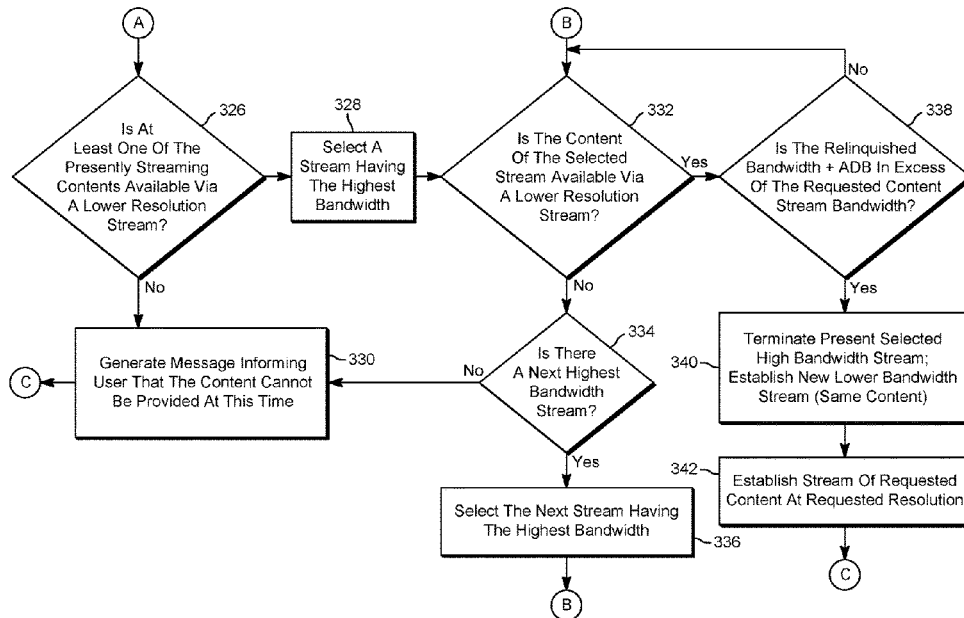 A
B
326
Is At
Least One Of The
Presently Streaming
Contents Available Via
A Lower Resolution
Stream?
No
328
Select A
Stream Having
The Highest
Bandwidth
332
Is The Content
Of The Selected
Stream Available Via
A Lower Resolution
Stream?
Yes
No
No
338
Is The Relinquished
Bandwidth + ADB In Excess
Of The Requested Content
Stream Bandwidth?
Yes
C
Generate Message Informing
User That The Content Cannot
Be Provided At This Time
330
No
334
Is There
A Next Highest
Bandwidth
Stream?
Yes
340
Terminate Present Selected
High Bandwidth Stream;
Establish New Lower Bandwidth
Stream (Same Content)
342
Establish Stream Of Requested
Content At Requested Resolution
Select The Next Stream Having
The Highest Bandwidth
336
B
C